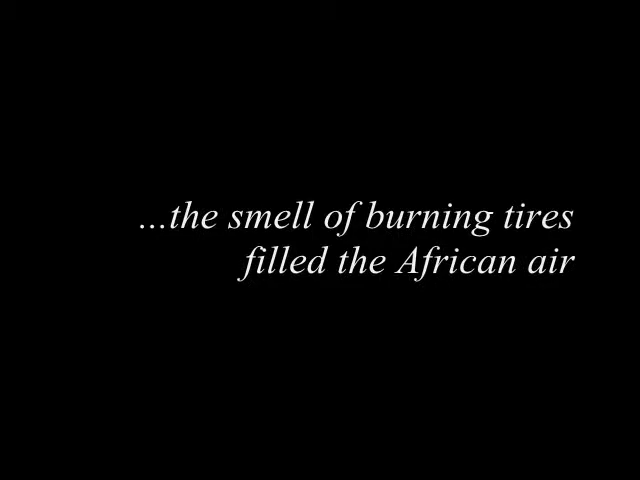 ...the smell of burning tires
filled the African air